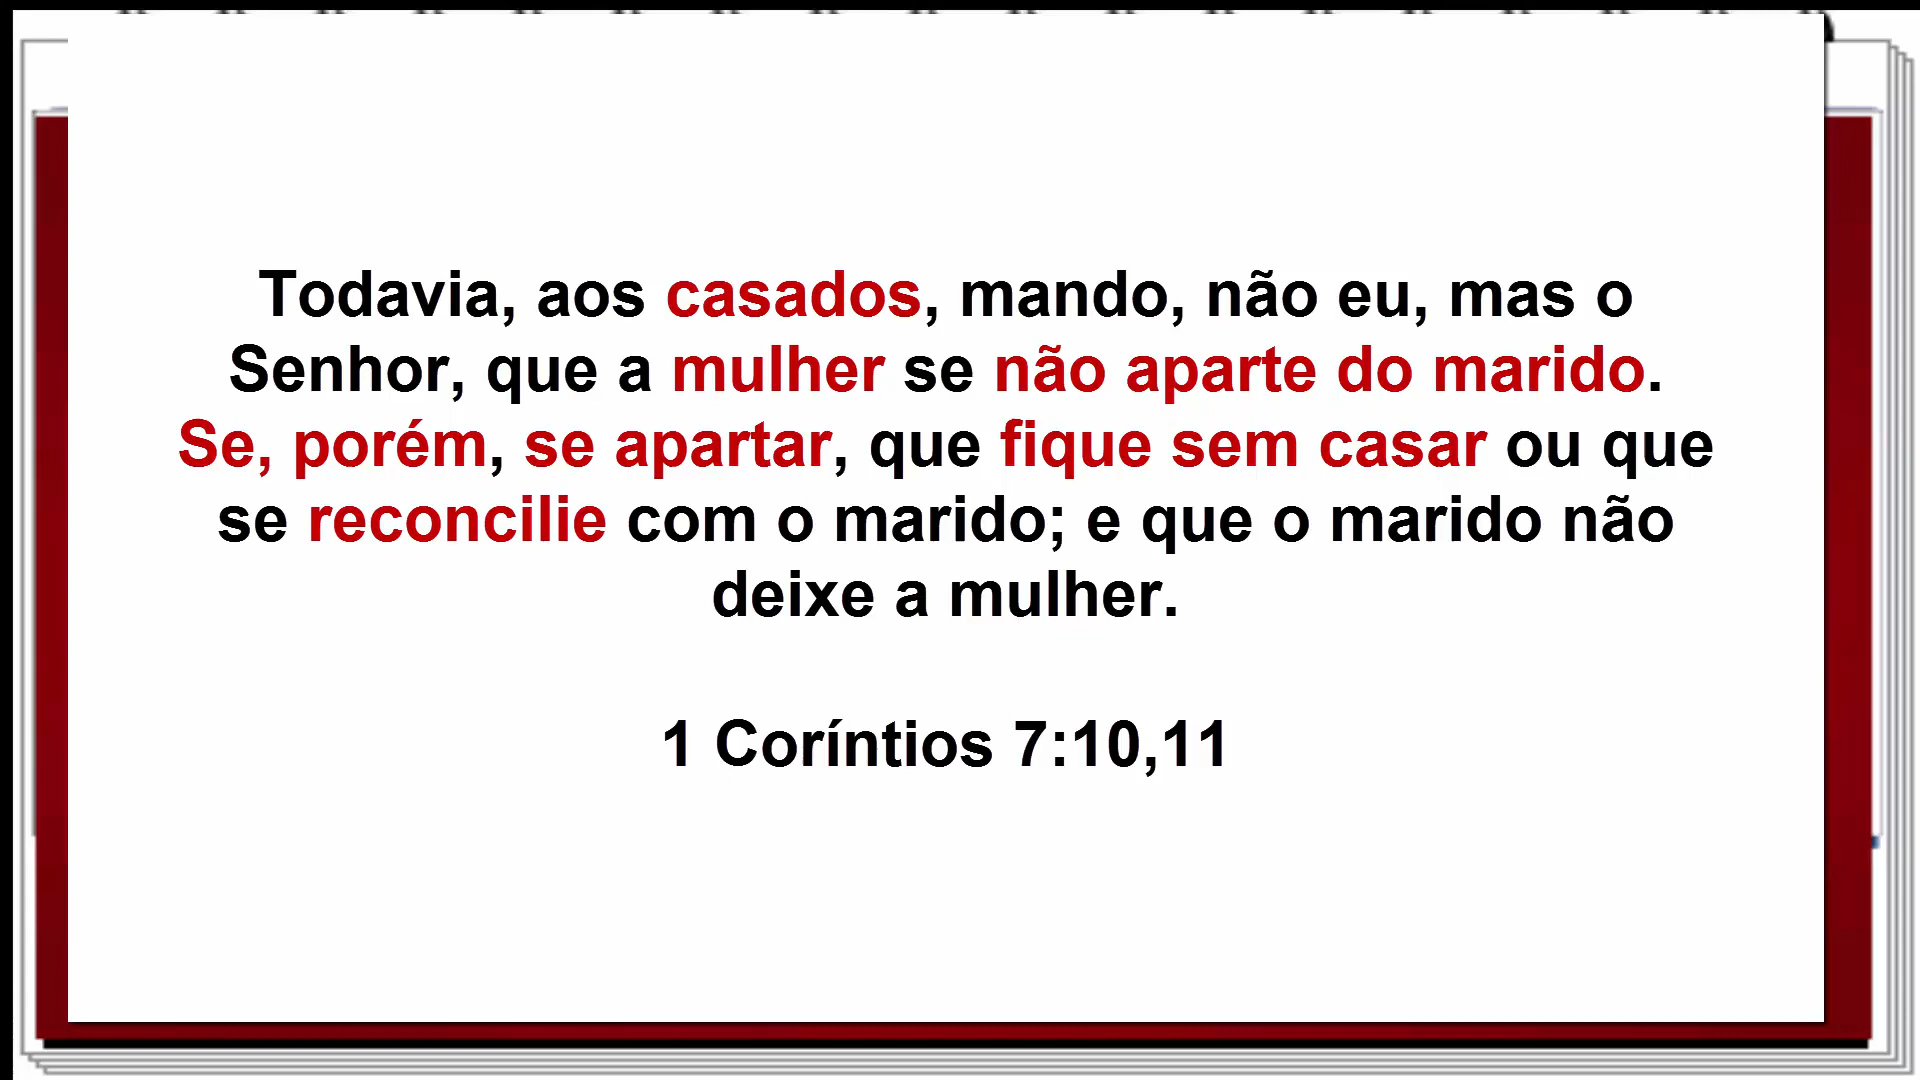 Todavia, aos casados, mando, não eu, mas o
Senhor, que a mulher se não aparte do marido.
Se, porém, se apartar, que fique sem casar ou que
se reconcilie com o marido; e que o marido não
deixe a mulher.
1 Coríntios 7:10,11